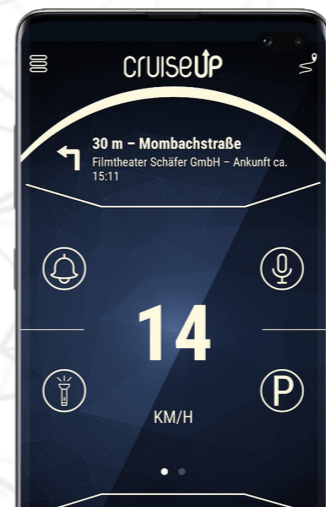 cruiseUP
30 m – Mombachstraße
Filmtheater Schäfer GmbH – Ankunft ca.
15:11
14
P
KM/H